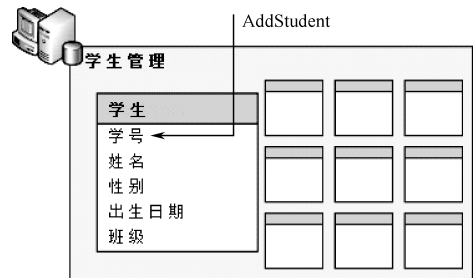 AddStudent
学生管理
学生
学号
姓名
性别
出生日期
班级